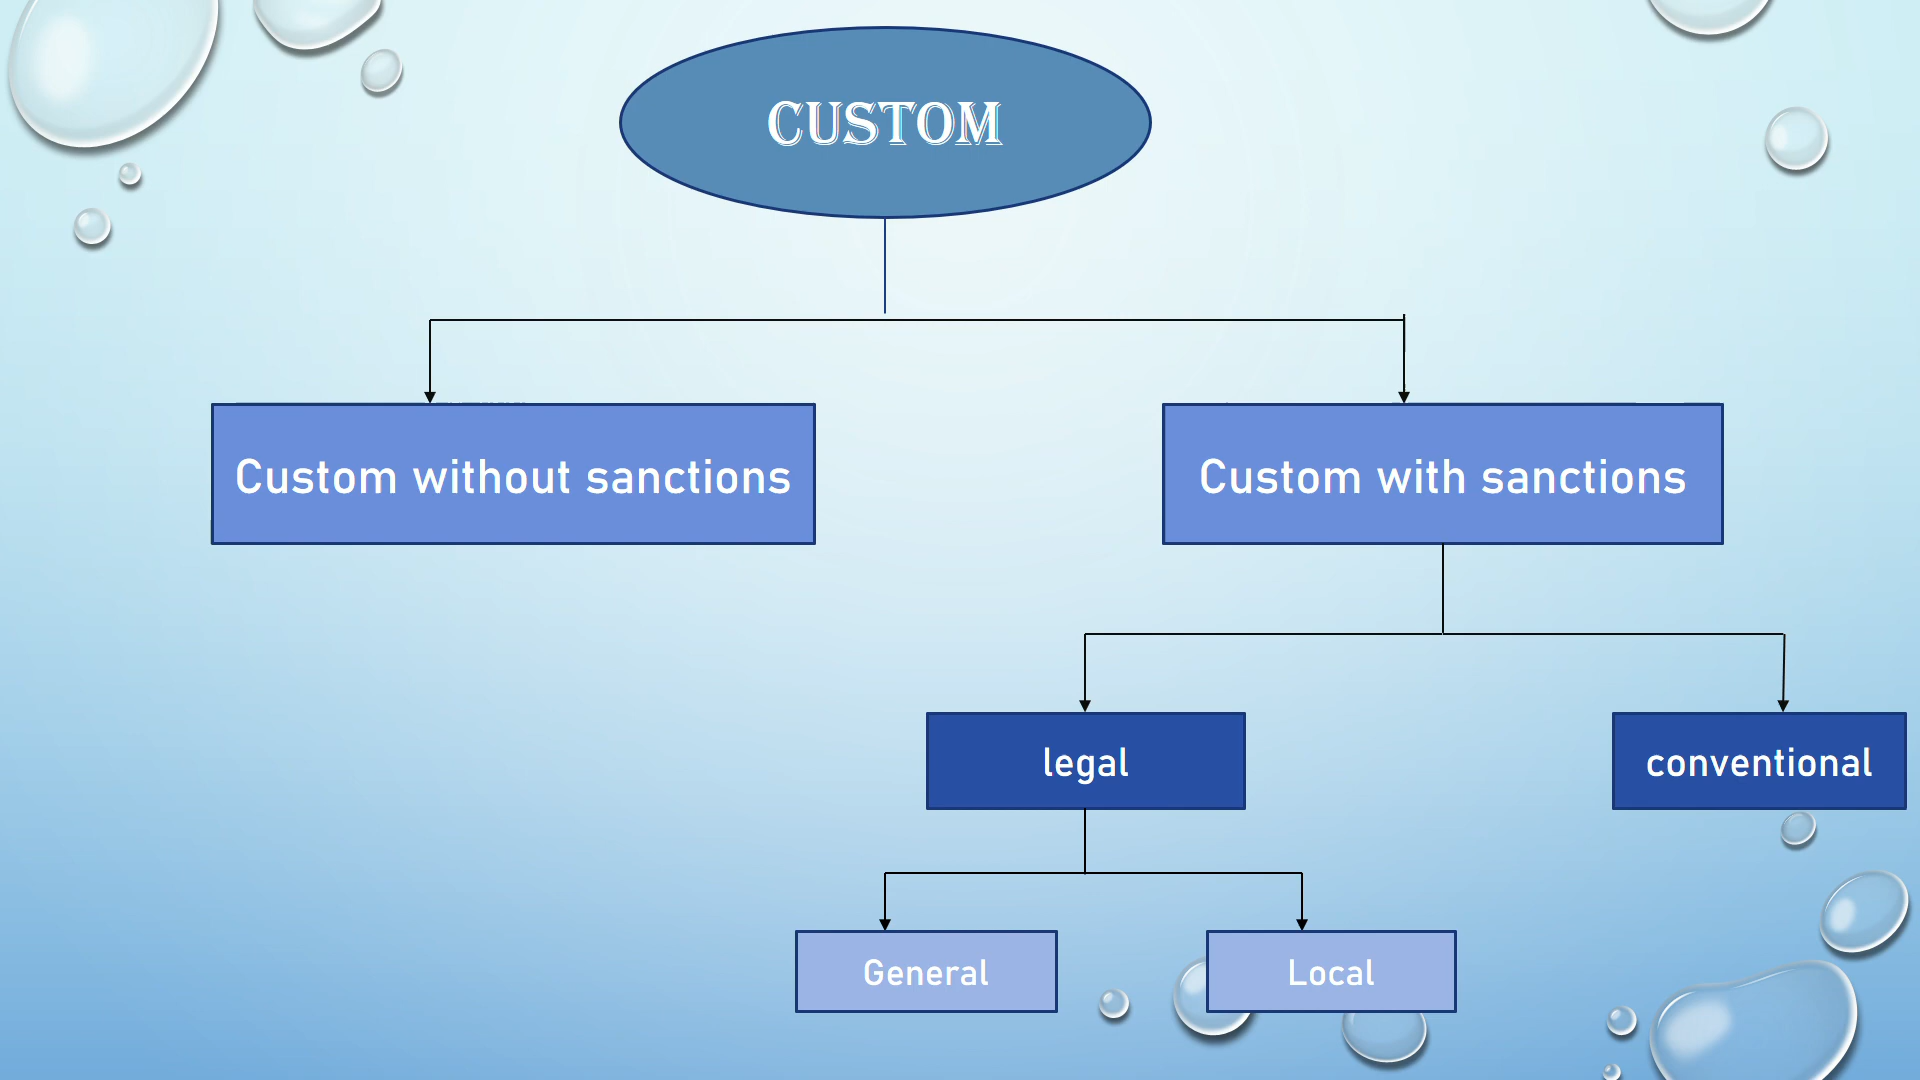 CUSTOM
Custom without sanctions
Custom with sanctions
legal
conventional
General
Local